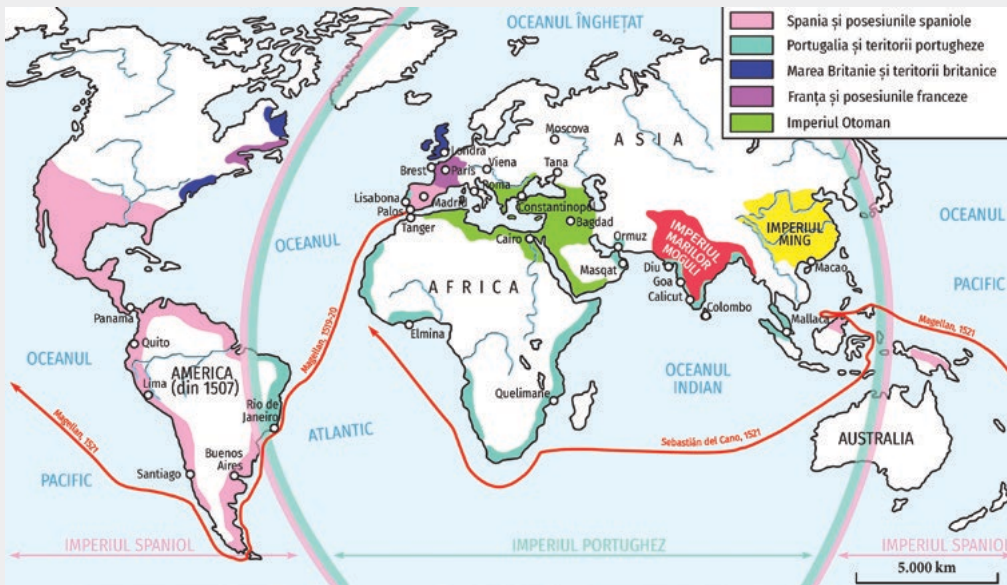 Spania și posesiunile spaniole
Portugalia și teritorii portugheze
Marea Britanie și teritorii britanice
Franța și posesiunile franceze
Imperiul Otoman
OCEANUL ÎNGHEȚAT
Moscova
ASIA
Londra
Brest
Paris
Viena
Tana
Roma
Lisabona
Madrid
Palos
Tanger
Constantinopol
Bagdad
Cairo
Ormuz
Masqat
IMPERIUL
MARILOR
MOGULI
IMPERIUL
MING
Macao
Diu
Goa
Calicut
Colombo
Mallaca
OCEANUL
PACIFIC
Magellan, 1521
OCEANUL
ATLANTIC
Magellan, 1519-20
AFRICA
Elmina
Quelimane
OCEANUL
INDIAN
Sebastián del Cano, 1521
AUSTRALIA
Panama
Quito
AMERICA
(din 1507)
Lima
Rio de
Janeiro
Buenos
Aires
Santiago
OCEANUL
PACIFIC
Magellan, 1521
IMPERIUL SPANIOL
IMPERIUL PORTUGHEZ
IMPERIUL SPANIOL
5.000 km